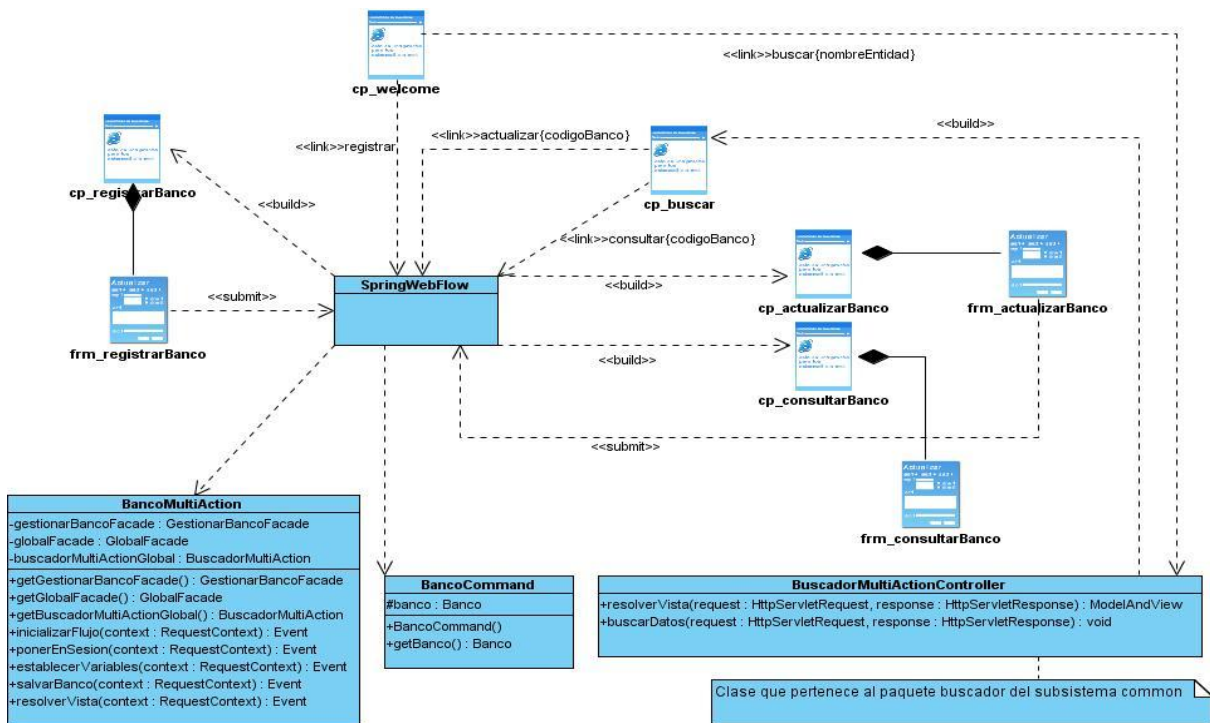 <<link>>buscar{nombreEntidad}
cp_welcome
<<link>>actualizar{codigoBanco}
<<build>>
<<link>>registrar
cp_registrarBanco
<<build>>
cp_buscar
<<link>>consultar{codigoBanco}
SpringWebFlow
<<build>>
<<submit>>
cp_actualizarBanco
frm_actualizarBanco
frm_registrarBanco
<<build>>
cp_consultarBanco
<<submit>>
Actualizar
Actualizar
Actualizar
frm_consultarBanco
BancoMultiAction
-gestionarBancoFacade : GestionarBancoFacade
-globalFacade : GlobalFacade
-buscadorMultiActionGlobal : BuscadorMultiAction
+getGestionarBancoFacade() : GestionarBancoFacade
+getGlobalFacade() : GlobalFacade
+getBuscadorMultiActionGlobal() : BuscadorMultiAction
+inicializarFlujo(context : RequestContext) : Event
+ponerEnSesion(context : RequestContext) : Event
+establecerVariables(context : RequestContext) : Event
+salvarBanco(context : RequestContext) : Event
+resolverVista(context : RequestContext) : Event
BancoCommand
#banco : Banco
+BancoCommand()
+getBanco() : Banco
BuscadorMultiActionController
+resolverVista(request : HttpServletRequest, response : HttpServletResponse) : ModelAndView
+buscarDatos(request : HttpServletRequest, response : HttpServletResponse) : void
Clase que pertenece al paquete buscador del subsistema common